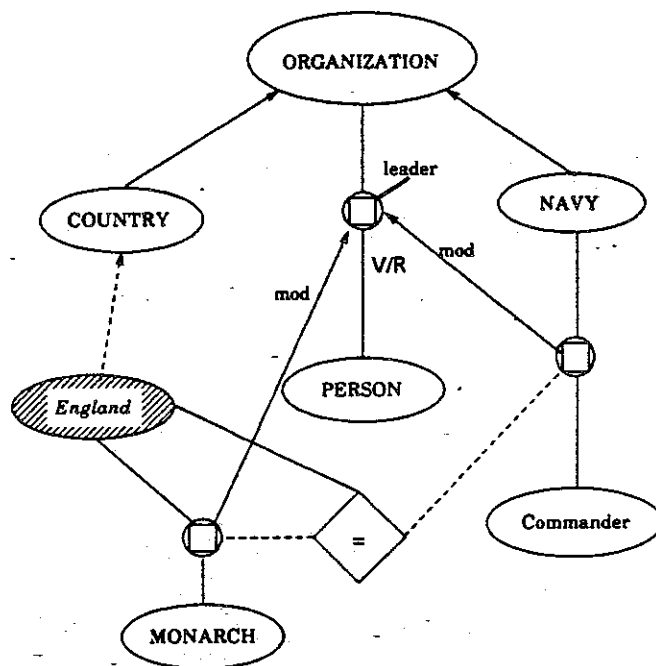 ORGANIZATION
leader
COUNTRY
NAVY
V/R
mod
mod
PERSON
England
Commander
=
MONARCH